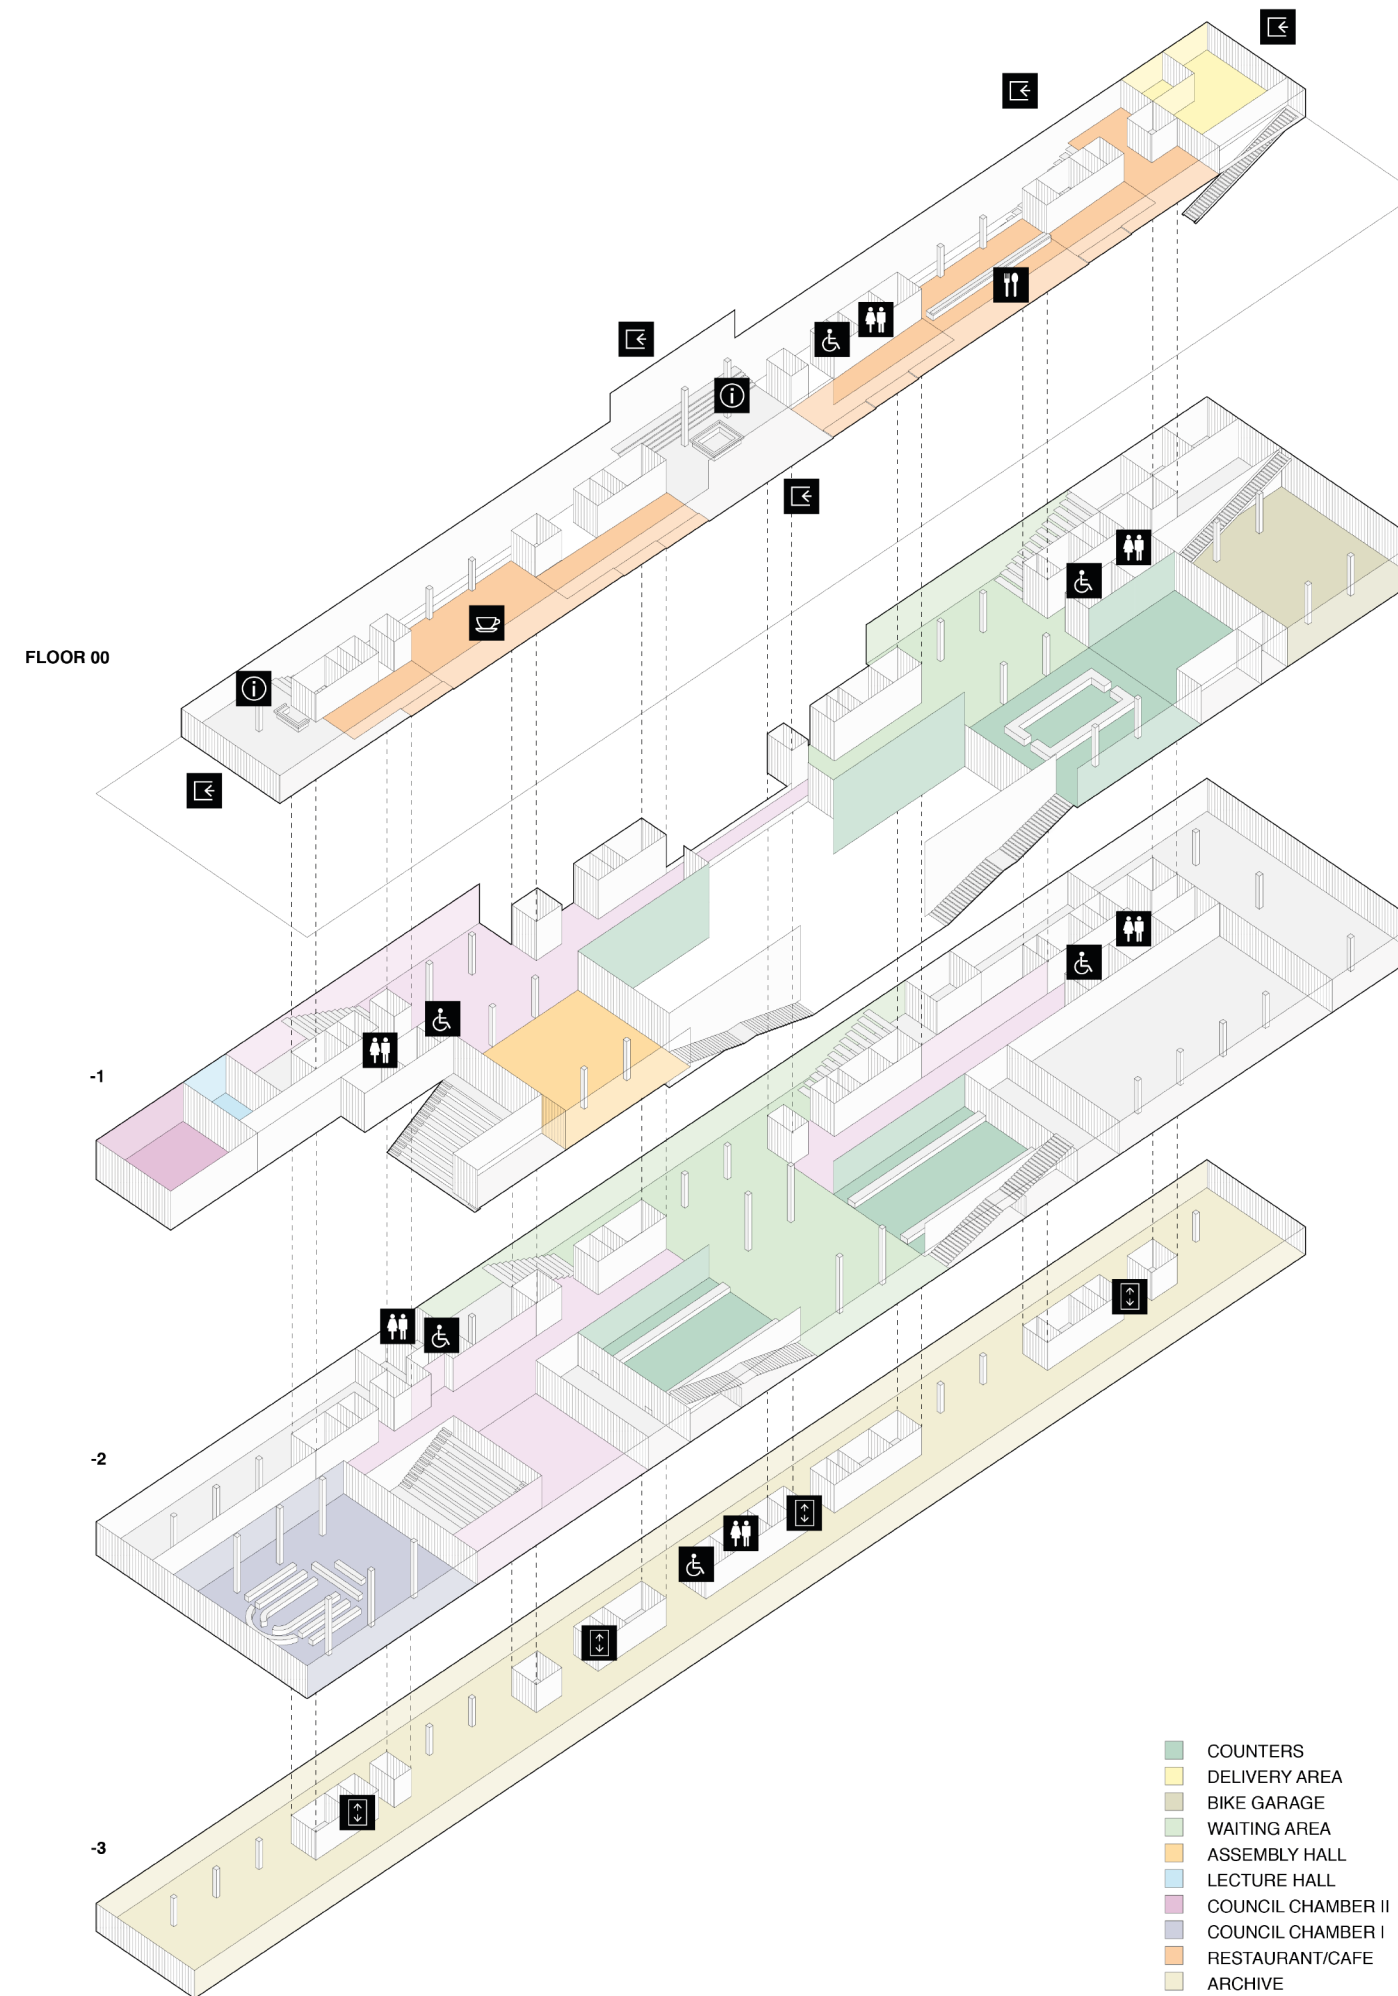 FLOOR 00
-1
-2
-3
COUNTERS
DELIVERY AREA
BIKE GARAGE
WAITING AREA
ASSEMBLY HALL
LECTURE HALL
COUNCIL CHAMBER II
COUNCIL CHAMBER I
RESTAURANT/CAFE
ARCHIVE